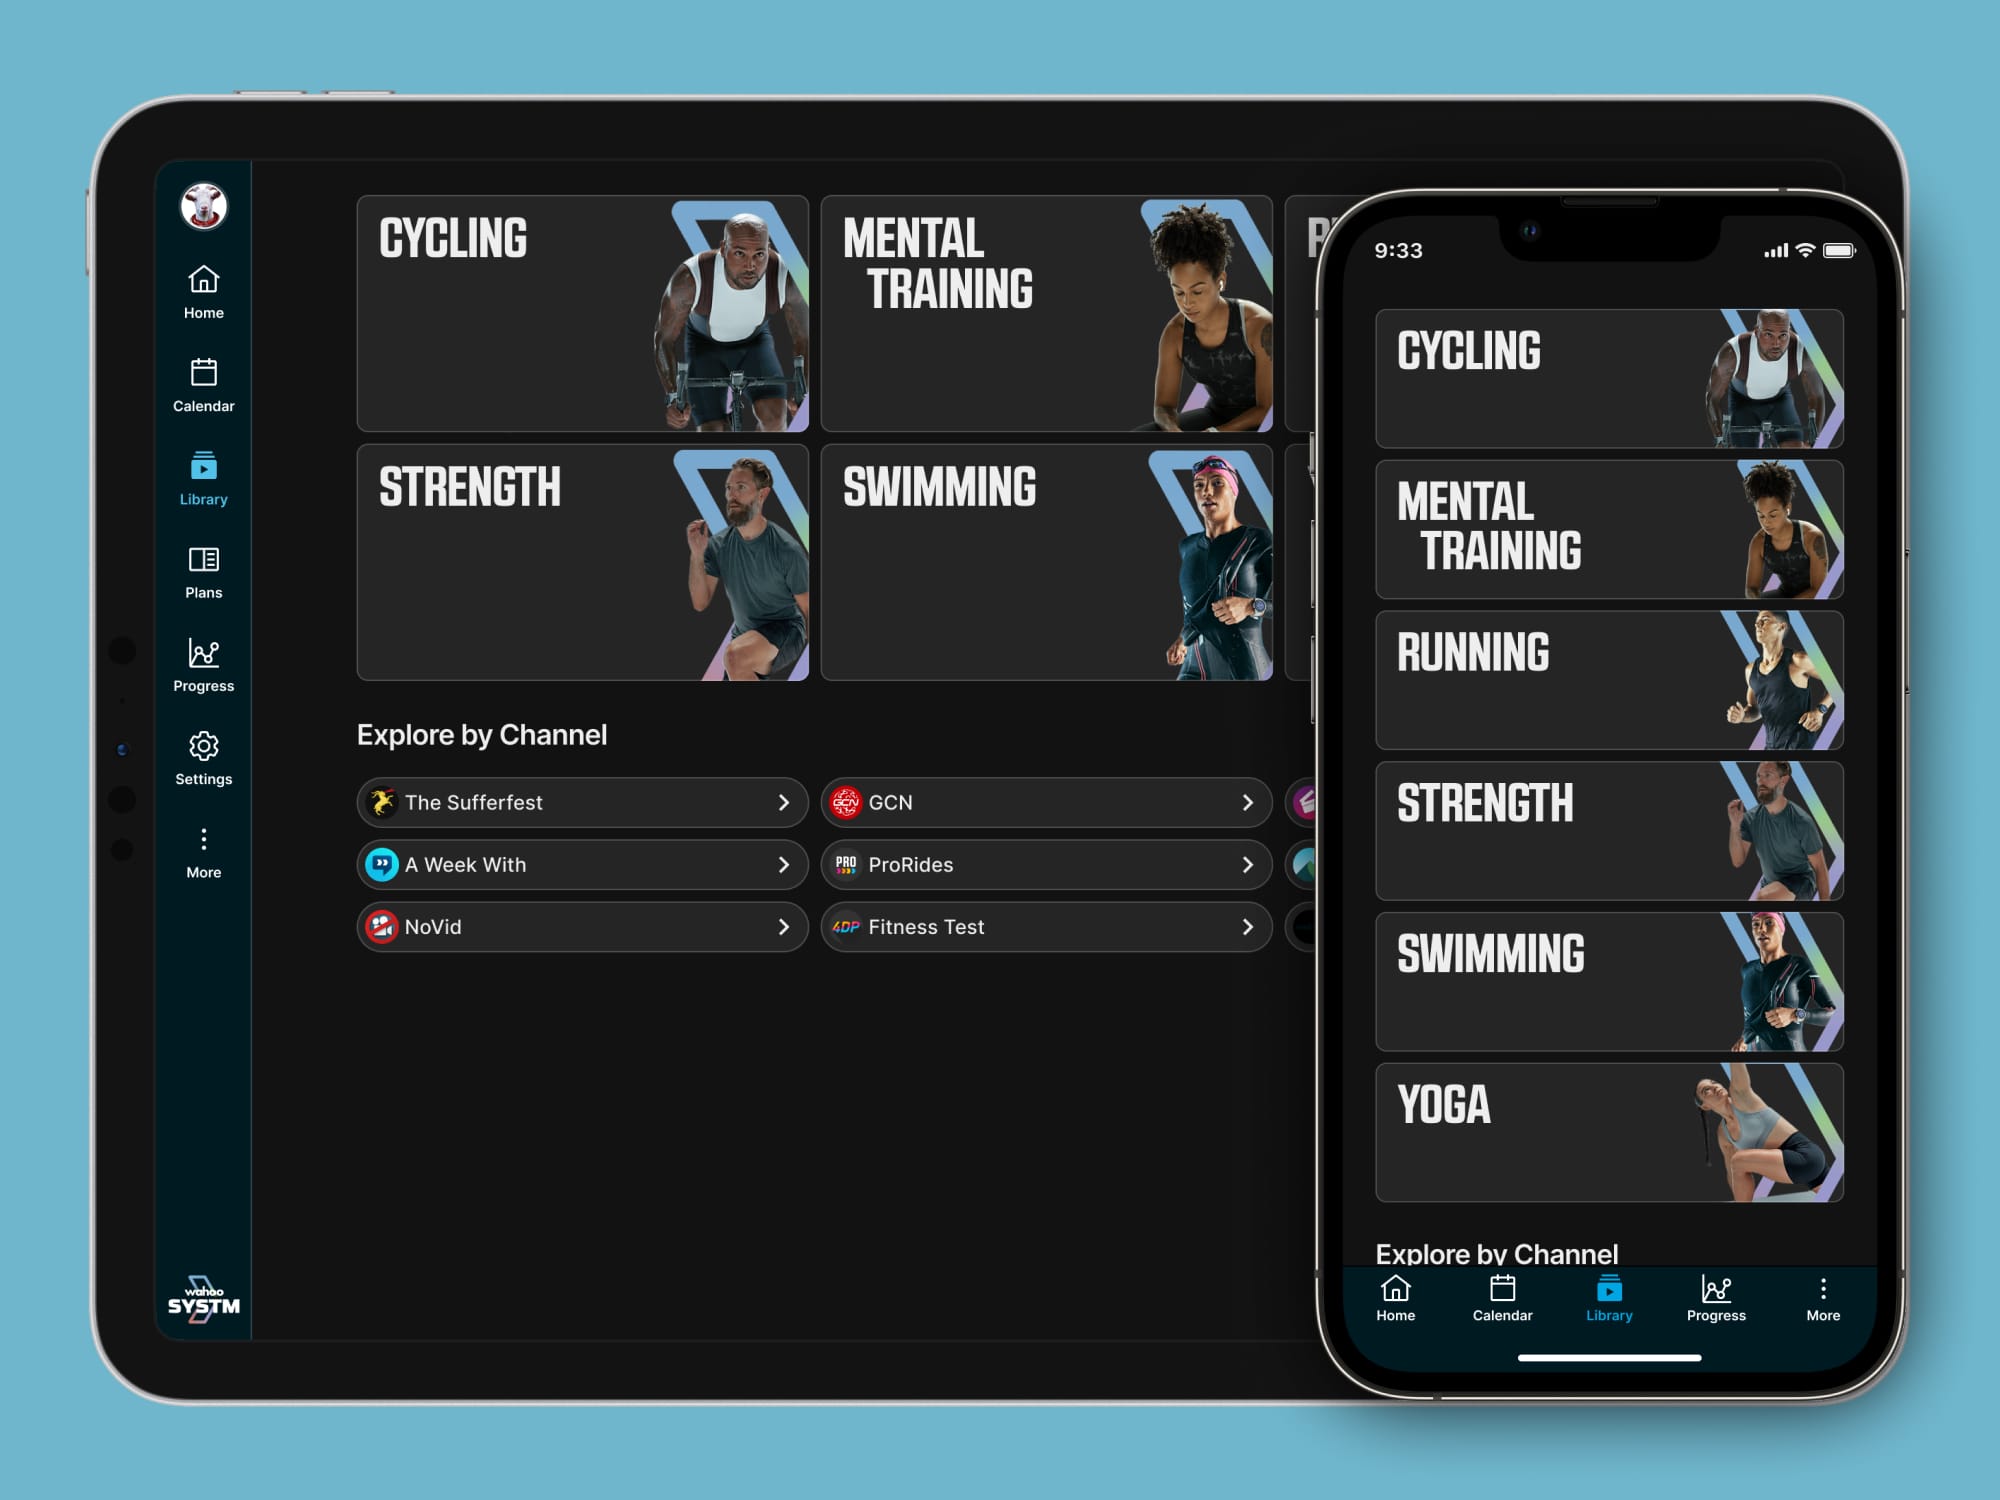 Home
Calendar
Library
Plans
Progress
Settings
More
wahoo
SYSTM
CYCLING
MENTAL
TRAINING
STRENGTH
SWIMMING
Explore by Channel
The Sufferfest
GCN
GCN
A Week With
PRO
ProRides
NoVid
4DP
Fitness Test
9:33
CYCLING
MENTAL
TRAINING
RUNNING
STRENGTH
SWIMMING
YOGA
Explore by Channel
Home
Calendar
Library
Progress
More